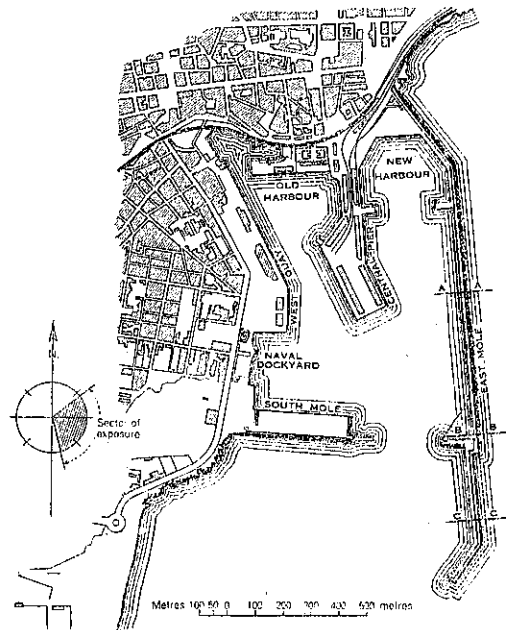 OLD
HARBOUR
NEW
HARBOUR
WEST QUAY
CENTRAL PIER
A A
EAST MOLE
NAVAL
DOCKYARD
SOUTH MOLE
N.
Sector of
exposure
B B
C C
Metres 100 50 0 100 200 300 400 500 metres